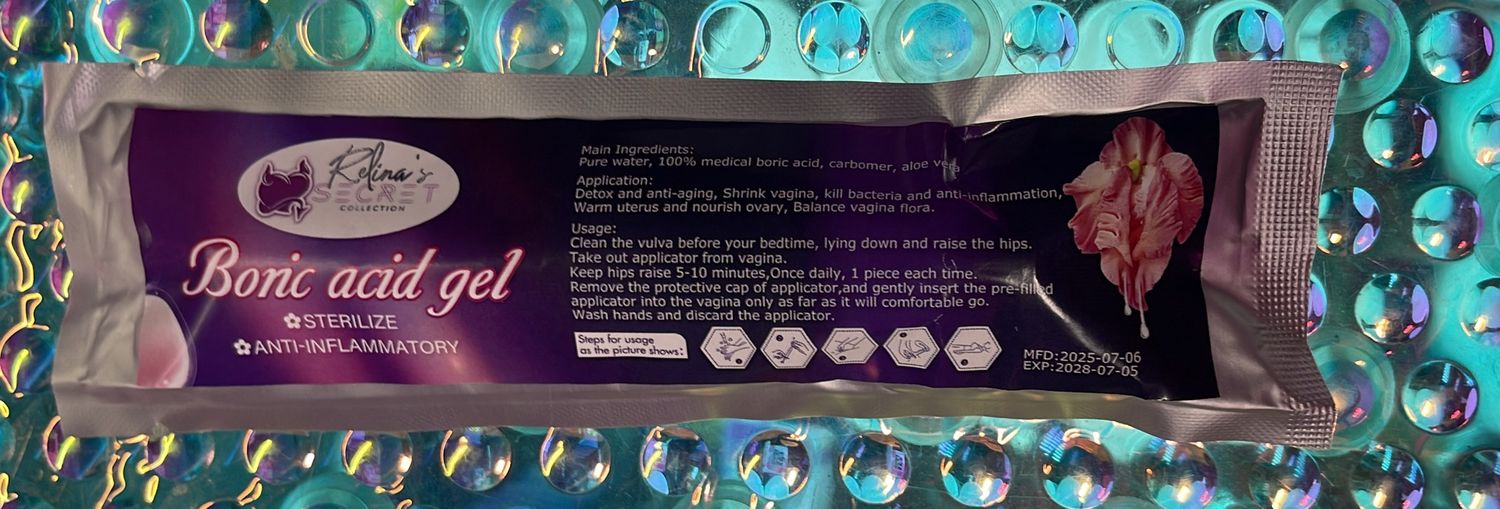 Relina's
SECRET
COLLECTION
Boric acid gel
STERILIZE
ANTI-INFLAMMATORY
Main Ingredients:
Pure water, 100% medical boric acid, carbomer, aloe vera
Application:
Detox and anti-aging, Shrink vagina, kill bacteria and anti-inflammation,
Warm uterus and nourish ovary, Balance vagina flora.
Usage:
Clean the vulva before your bedtime, lying down and raise the hips.
Take out applicator from vagina.
Keep hips raise 5-10 minutes,Once daily, 1 piece each time.
Remove the protective cap of applicator,and gently insert the pre-filled
applicator into the vagina only as far as it will comfortable go.
Wash hands and discard the applicator.
Steps for usage
as the picture shows:
MFD:2025-07-06
EXP:2028-07-05